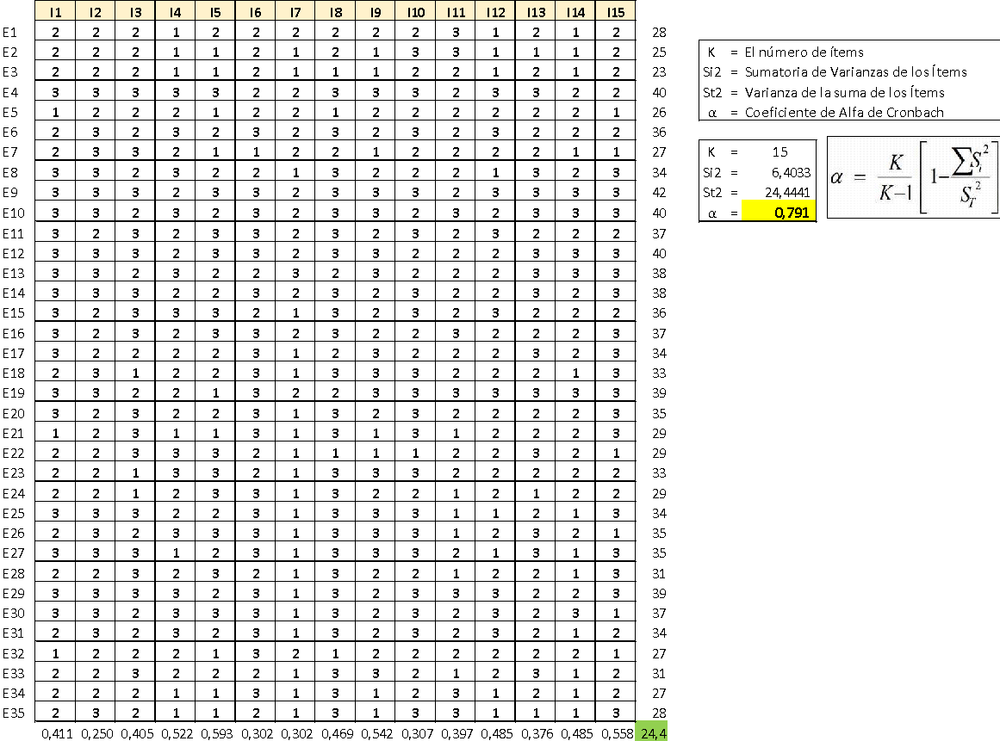 I1 I2 I3 I4 I5 I6 I7 I8 I9 I10 I11 I12 I13 I14 I15
E1 2 2 2 1 2 2 2 2 2 2 3 1 2 1 2 28
E2 2 2 2 1 1 2 1 2 1 3 3 1 1 1 2 25
E3 2 2 2 1 1 2 1 1 1 2 2 1 2 1 2 23
E4 3 3 3 3 3 2 2 3 3 3 2 3 3 2 2 40
E5 1 2 2 2 1 2 2 1 2 2 2 2 2 2 1 26
E6 2 3 2 3 2 3 2 3 2 3 2 3 2 2 2 36
E7 2 3 3 2 1 1 2 2 1 2 2 2 2 1 1 27
E8 3 3 2 3 2 2 1 3 2 2 2 1 3 2 3 34
E9 3 3 3 3 2 2 3 3 3 3 2 3 3 3 3 42
E10 3 3 2 3 2 3 2 3 2 3 2 3 3 3 3 40
E11 3 2 3 2 3 3 2 3 2 3 2 3 2 2 2 37
E12 3 3 3 2 3 3 2 3 3 2 2 2 3 3 3 40
E13 3 3 2 3 2 2 3 2 3 2 2 2 3 3 3 38
E14 3 3 3 2 2 3 2 3 2 3 2 2 3 2 3 38
E15 3 2 3 3 3 2 1 3 2 3 2 3 2 2 2 36
E16 3 2 3 2 3 3 2 3 2 2 3 2 2 2 3 37
E17 3 2 2 2 2 3 1 2 3 2 2 2 3 2 3 34
E18 2 3 1 2 2 3 1 3 3 3 2 2 2 1 3 33
E19 3 3 2 2 1 3 2 2 3 3 3 3 3 3 3 39
E20 3 2 3 2 2 3 1 3 2 3 2 2 2 2 3 35
E21 1 2 3 1 1 3 1 3 1 3 1 2 2 2 3 29
E22 2 2 3 3 3 2 1 1 1 1 2 2 3 2 1 29
E23 2 2 1 3 3 2 1 3 3 3 2 2 2 2 2 33
E24 2 2 1 2 3 3 1 3 2 2 1 2 1 2 2 29
E25 3 3 3 2 2 3 1 3 3 3 1 1 2 1 3 34
E26 2 3 2 3 3 3 1 3 3 3 1 2 3 2 1 35
E27 3 3 3 1 2 3 1 3 3 3 2 1 3 1 3 35
E28 2 2 3 2 3 2 1 3 2 2 1 2 2 1 3 31
E29 3 3 3 3 2 3 1 3 2 3 3 3 2 2 3 39
E30 3 3 2 3 3 3 1 3 2 3 2 3 2 3 1 37
E31 2 3 2 3 2 3 1 3 2 3 2 3 2 1 2 34
E32 1 2 2 2 1 3 2 1 2 2 2 2 2 2 1 27
E33 2 2 3 2 2 2 1 3 3 2 1 2 3 1 2 31
E34 2 2 2 1 1 3 1 3 1 2 3 1 2 1 2 27
E35 2 3 2 1 1 2 1 3 1 3 3 1 1 1 3 28
0,411 0,250 0,405 0,522 0,593 0,302 0,302 0,469 0,542 0,307 0,397 0,485 0,376 0,485 0,558 24,4
K = El número de ítems
Si2 = Sumatoria de Varianzas de los Ítems
St2 = Varianza de la suma de los Ítems
α = Coeficiente de Alfa de Cronbach
K = 15
Si2 = 6,4033
St2 = 24,4441
α = 0,791
α = K / K−1 [1− ∑Sᵢ² / S_T²]